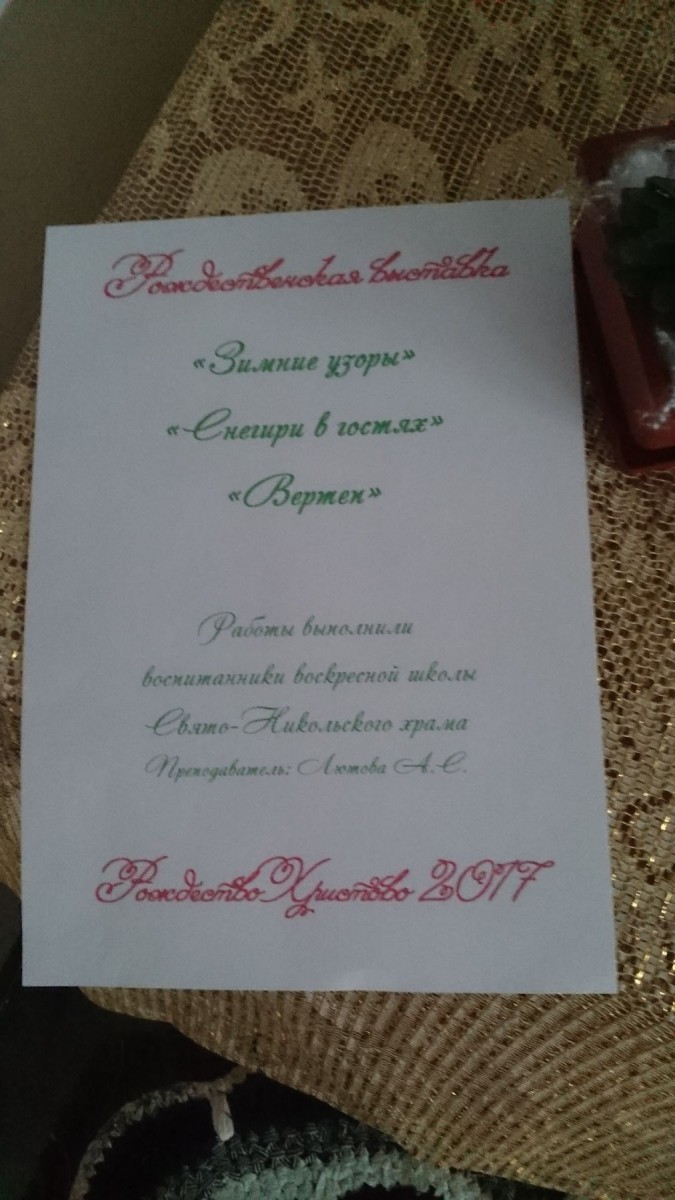 Рождественская выставка
«Зимние узоры»
«Снегири в гостях»
«Вертеп»
Работы выполнили
воспитанники воскресной школы
Свято-Никольского храма
Преподаватель: Лютова А.С.
Рождество Христово 2017